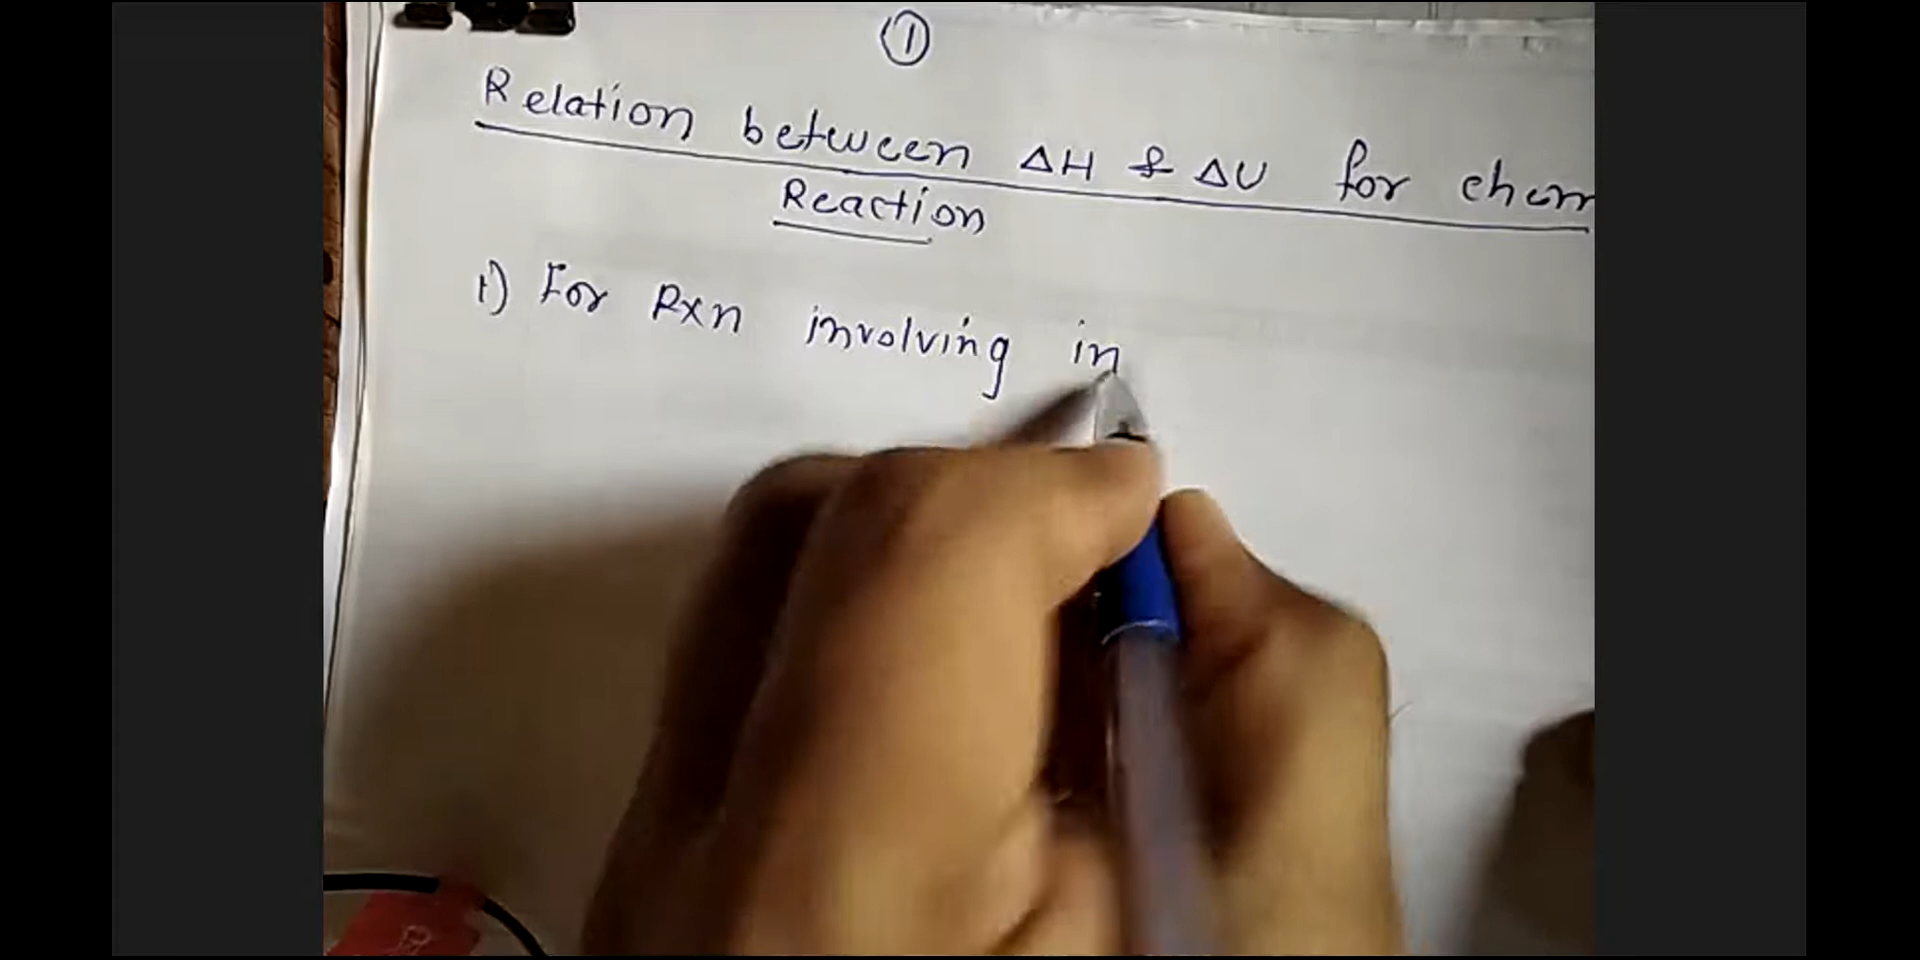 1
Relation between ΔH & ΔU for chem
Reaction
1) For Rxn involving in